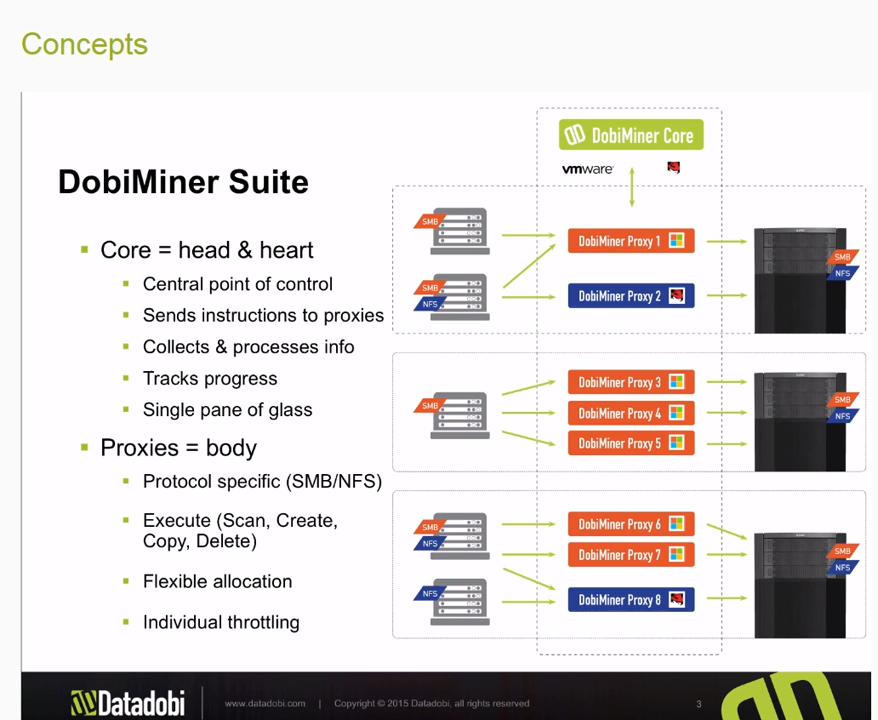 Concepts
DobiMiner Suite
Core = head & heart
Central point of control
Sends instructions to proxies
Collects & processes info
Tracks progress
Single pane of glass
Proxies = body
Protocol specific (SMB/NFS)
Execute (Scan, Create,
Copy, Delete)
Flexible allocation
Individual throttling
DobiMiner Core
vmware
SMB
DobiMiner Proxy 1
SMB
NFS
SMB
NFS
DobiMiner Proxy 2
SMB
DobiMiner Proxy 3
DobiMiner Proxy 4
DobiMiner Proxy 5
SMB
NFS
SMB
NFS
DobiMiner Proxy 6
DobiMiner Proxy 7
SMB
NFS
NFS
DobiMiner Proxy 8
Datadobi
www.datadobi.com | Copyright © 2015 Datadobi, all rights reserved
3